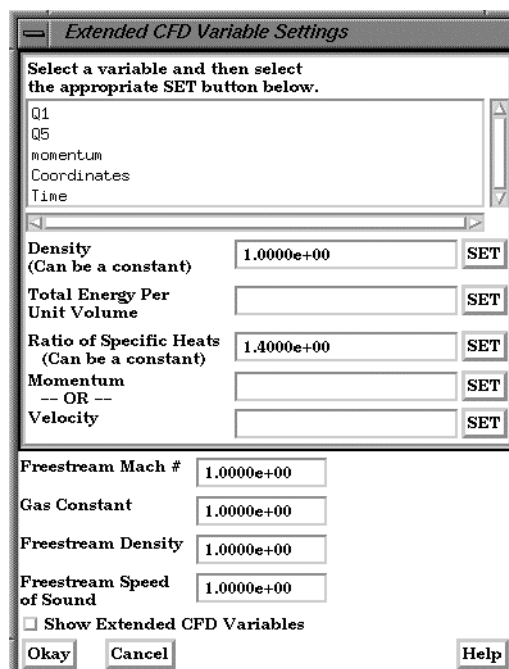 Extended CFD Variable Settings
Select a variable and then select
the appropriate SET button below.
Q1
Q5
momentum
Coordinates
Time
Density
(Can be a constant)
1.0000e+00
SET
Total Energy Per
Unit Volume
SET
Ratio of Specific Heats
(Can be a constant)
1.4000e+00
SET
Momentum
SET
-- OR --
Velocity
SET
Freestream Mach #
1.0000e+00
Gas Constant
1.0000e+00
Freestream Density
1.0000e+00
Freestream Speed
of Sound
1.0000e+00
Show Extended CFD Variables
Okay
Cancel
Help